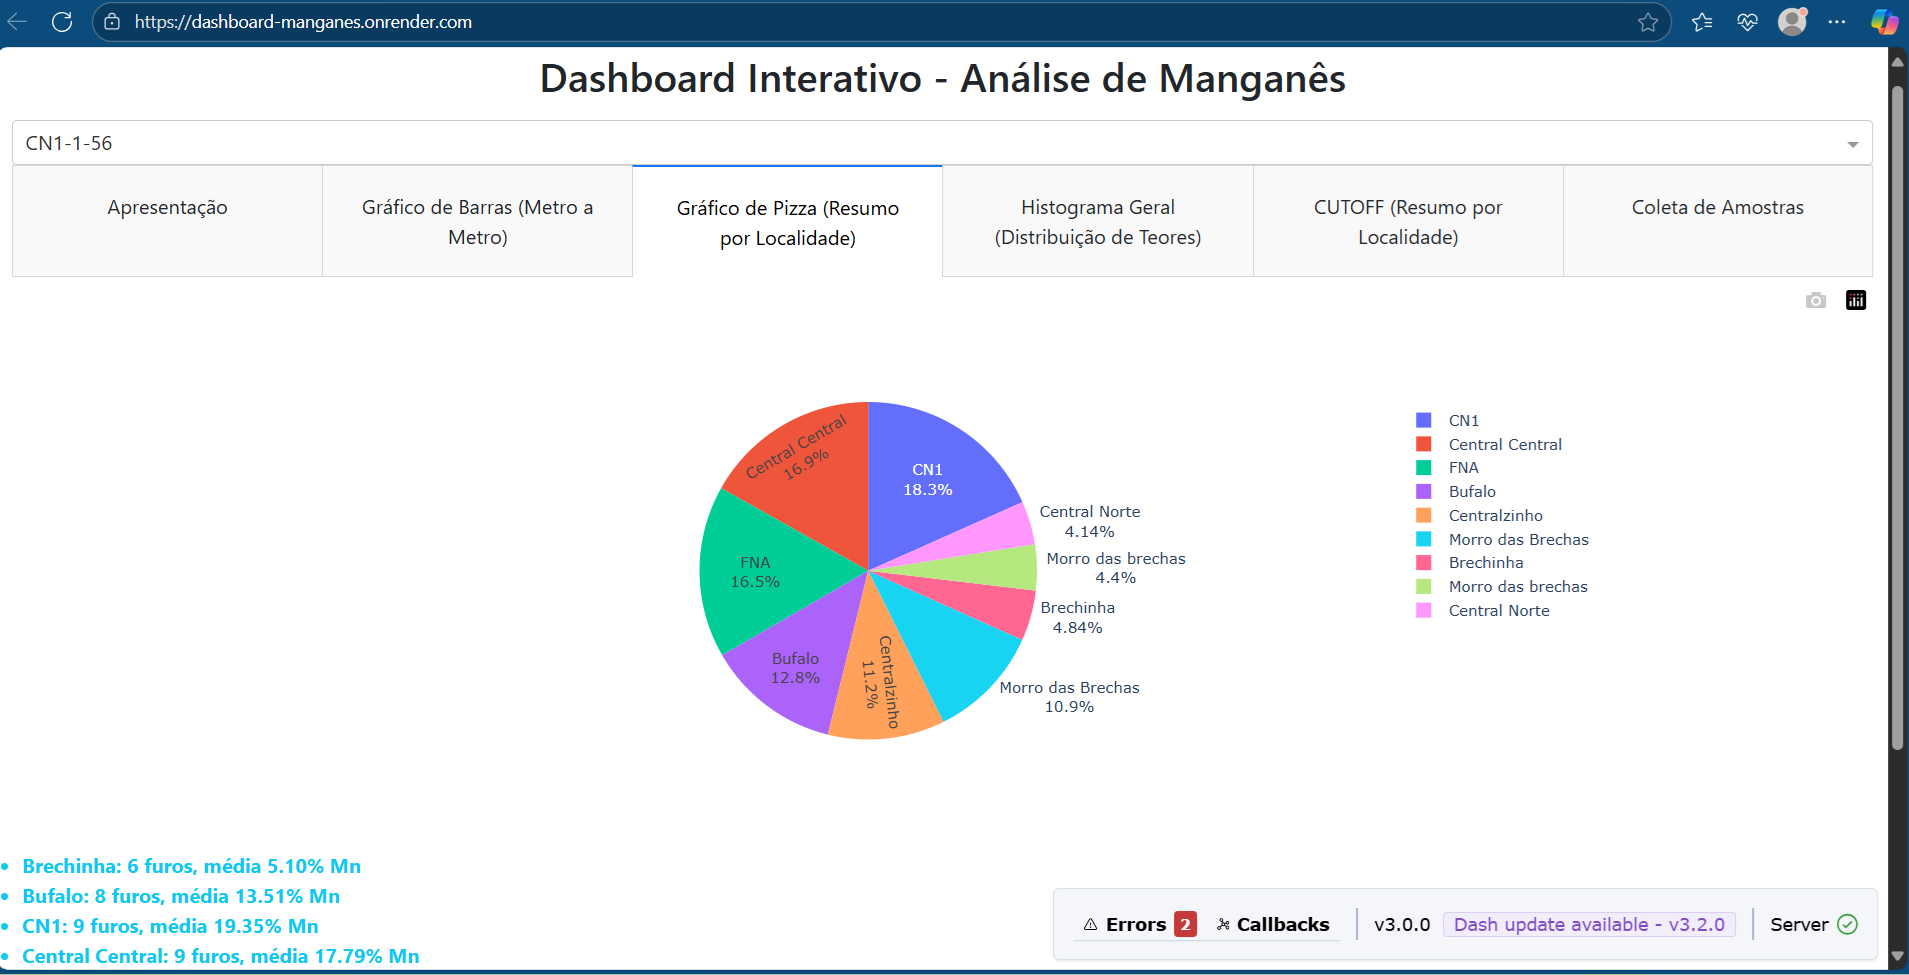 https://dashboard-manganes.onrender.com
Dashboard Interativo - Análise de Manganês
CN1-1-56
Apresentação
Gráfico de Barras (Metro a
Metro)
Gráfico de Pizza (Resumo
por Localidade)
Histograma Geral
(Distribuição de Teores)
CUTOFF (Resumo por
Localidade)
Coleta de Amostras
Central Central
16.9%
CN1
18.3%
Central Norte
4.14%
Morro das brechas
4.4%
FNA
16.5%
Brechinha
4.84%
Bufalo
12.8%
Centralzinho
11.2%
Morro das Brechas
10.9%
CN1
Central Central
FNA
Bufalo
Centralzinho
Morro das Brechas
Brechinha
Morro das brechas
Central Norte
Brechinha: 6 furos, média 5.10% Mn
Bufalo: 8 furos, média 13.51% Mn
CN1: 9 furos, média 19.35% Mn
Central Central: 9 furos, média 17.79% Mn
Errors 2 Callbacks v3.0.0 Dash update available - v3.2.0 Server